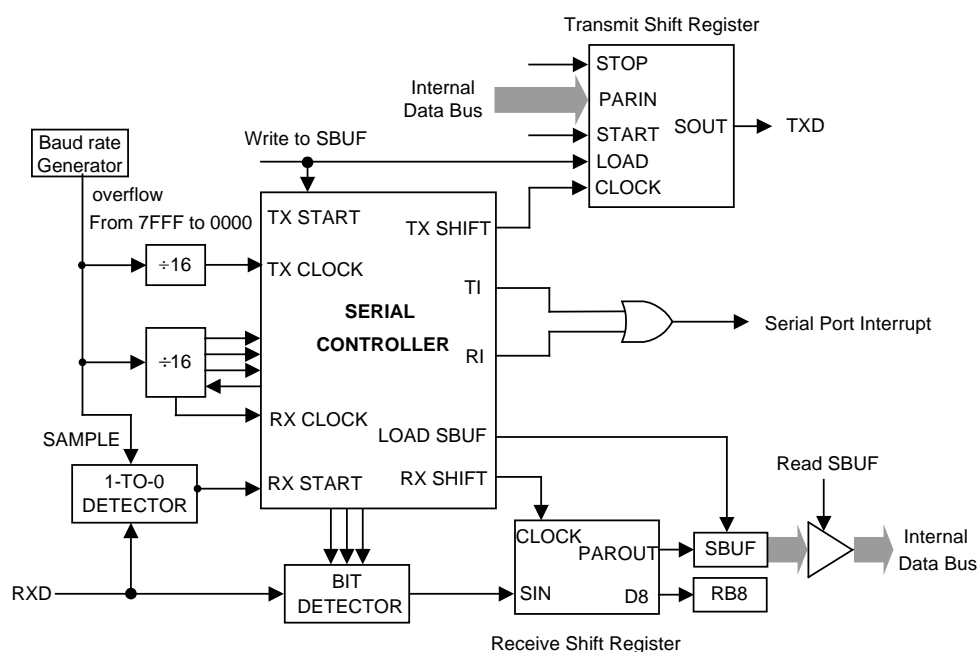 Transmit Shift Register
STOP
Internal
Data Bus
PARIN
START
SOUT
TXD
LOAD
CLOCK
Baud rate
Generator
Write to SBUF
overflow
From 7FFF to 0000
TX START
TX SHIFT
÷16
TX CLOCK
TI
SERIAL
CONTROLLER
Serial Port Interrupt
÷16
RI
RX CLOCK
LOAD SBUF
SAMPLE
1-TO-0
DETECTOR
RX START
RX SHIFT
Read SBUF
CLOCK
PAROUT
SBUF
Internal
Data Bus
RXD
BIT
DETECTOR
SIN
D8
RB8
Receive Shift Register